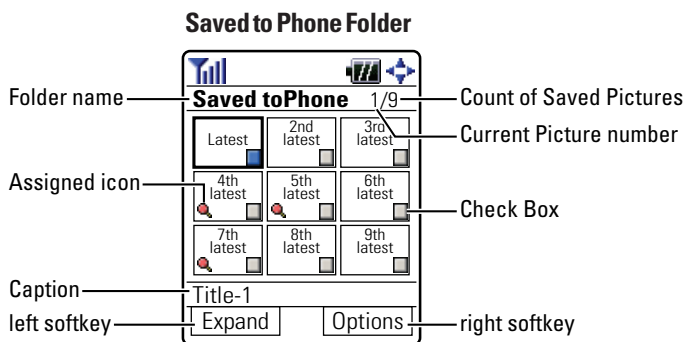 Saved to Phone Folder
Folder name
Saved toPhone 1/9
Count of Saved Pictures
Current Picture number
Latest
2nd
latest
3rd
latest
Assigned icon
4th
latest
5th
latest
6th
latest
Check Box
7th
latest
8th
latest
9th
latest
Caption
Title-1
left softkey
Expand
Options
right softkey